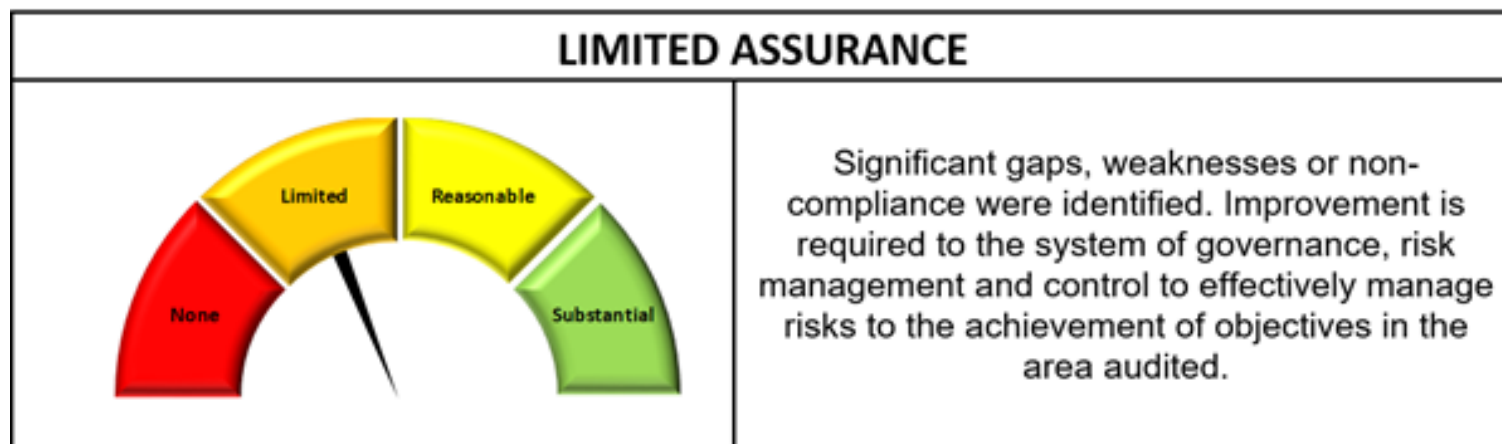 LIMITED ASSURANCE
Limited
Reasonable
None
Substantial
Significant gaps, weaknesses or non-
compliance were identified. Improvement is
required to the system of governance, risk
management and control to effectively manage
risks to the achievement of objectives in the
area audited.